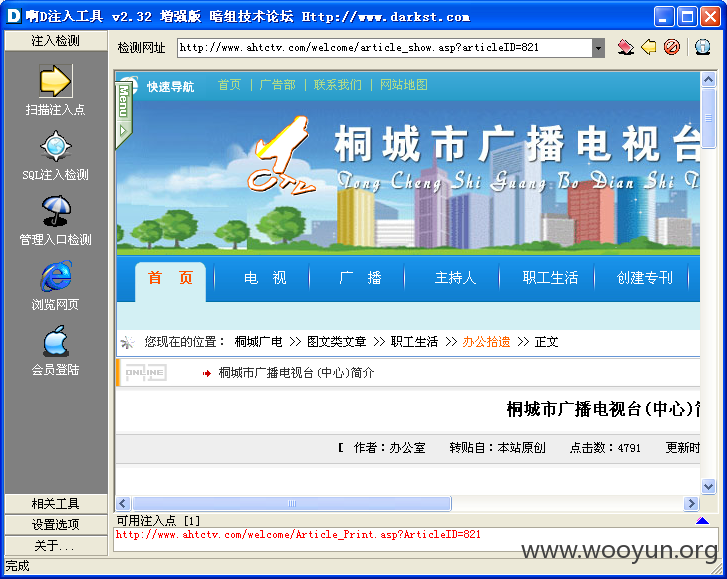 啊D注入工具 v2.32 增强版 暗组技术论坛 Http://www.darkst.com
注入检测
检测网址
http://www.ahtctv.com/welcome/article_show.asp?articleID=821
扫描注入点
SQL注入检测
管理入口检测
浏览网页
会员登陆
相关工具
设置选项
关于...
Menu
快速导航
首页 | 广告部 | 联系我们 | 网站地图
CTV
桐城市广播电视台
Tong Cheng Shi Guang Bo Dian Shi T
首 页
电 视
广 播
主持人
职工生活
创建专刊
您现在的位置： 桐城广电 >> 图文类文章 >> 职工生活 >> 办公拾遗 >> 正文
ONLINE
桐城市广播电视台(中心)简介
桐城市广播电视台(中心)简
【 作者：办公室 转贴自：本站原创 点击数：4791 更新时
可用注入点 [1]
http://www.ahtctv.com/welcome/Article_Print.asp?ArticleID=821
www.wooyun.org
完成